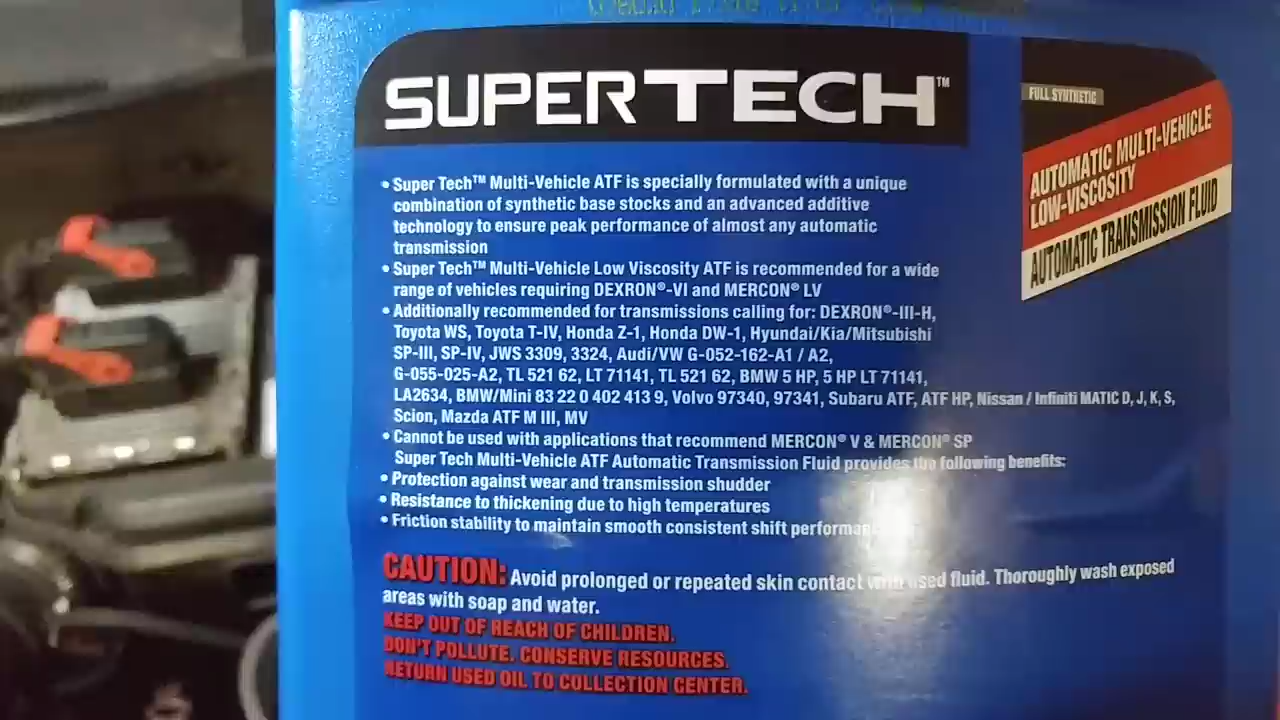 SUPERTECH™
FULL SYNTHETIC
AUTOMATIC MULTI-VEHICLE
LOW-VISCOSITY
AUTOMATIC TRANSMISSION FLUID
• Super Tech™ Multi-Vehicle ATF is specially formulated with a unique
combination of synthetic base stocks and an advanced additive
technology to ensure peak performance of almost any automatic
transmission
• Super Tech™ Multi-Vehicle Low Viscosity ATF is recommended for a wide
range of vehicles requiring DEXRON®-VI and MERCON® LV
• Additionally recommended for transmissions calling for: DEXRON®-III-H,
Toyota WS, Toyota T-IV, Honda Z-1, Honda DW-1, Hyundai/Kia/Mitsubishi
SP-III, SP-IV, JWS 3309, 3324, Audi/VW G-052-162-A1 / A2,
G-055-025-A2, TL 521 62, LT 71141, TL 521 62, BMW 5 HP, 5 HP LT 71141,
LA2634, BMW/Mini 83 22 0 402 413 9, Volvo 97340, 97341, Subaru ATF, ATF HP, Nissan / Infiniti MATIC D, J, K, S,
Scion, Mazda ATF M III, MV
• Cannot be used with applications that recommend MERCON® V & MERCON® SP
Super Tech Multi-Vehicle ATF Automatic Transmission Fluid provides the following benefits:
• Protection against wear and transmission shudder
• Resistance to thickening due to high temperatures
• Friction stability to maintain smooth consistent shift
CAUTION: Avoid prolonged or repeated skin contact with used fluid. Thoroughly wash exposed
areas with soap and water.
KEEP OUT OF REACH OF CHILDREN.
DON'T POLLUTE. CONSERVE RESOURCES.
RETURN USED OIL TO COLLECTION CENTER.